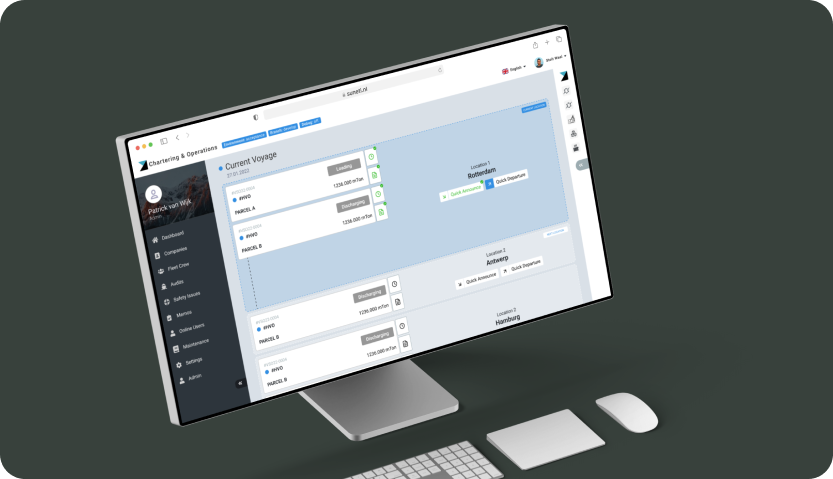 sunetl.nl
English
Chartering & Operations
Patrick van Wijk
Admin
Dashboard
Companies
Fleet Crew
Audits
Safety Issues
Memos
Online Users
Maintenance
Settings
Admin
Current Voyage
27.01.2023
#HVO
Loading
PARCEL A
1236.000 mTon
#HVO
Discharging
PARCEL B
1236.000 mTon
#HVO
Discharging
PARCEL B
1236.000 mTon
#HVO
Discharging
PARCEL B
1236.000 mTon
Location 1
Rotterdam
Quick Announce
Quick Departure
Location 2
Antwerp
Quick Announce
Quick Departure
Location 3
Hamburg